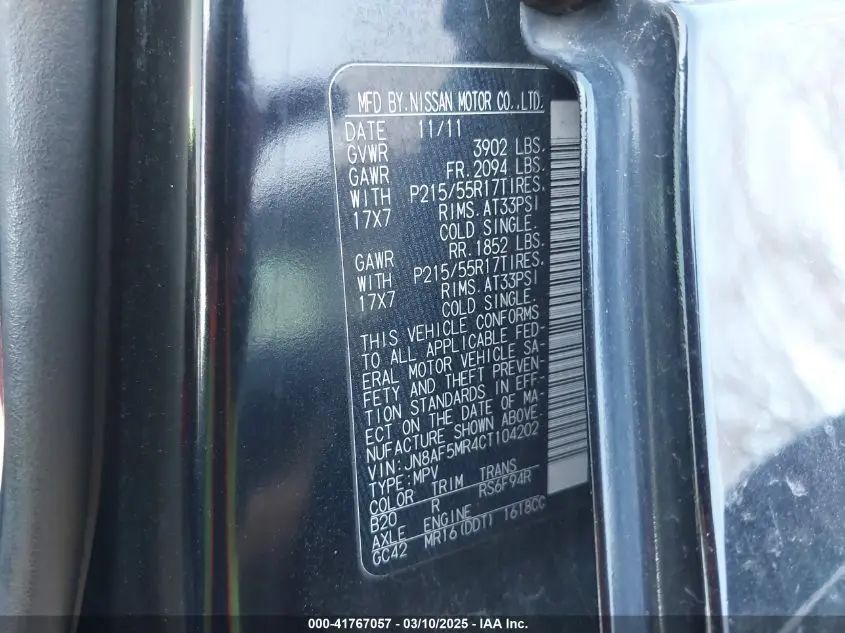 MFD BY.NISSAN MOTOR CO.,LTD.
DATE 11/11
GVWR 3902 LBS.
GAWR FR.2094 LBS.
WITH P215/55R17TIRES.
17X7 RIMS.AT33PSI
COLD SINGLE.
GAWR RR.1852 LBS.
WITH P215/55R17TIRES.
17X7 RIMS.AT33PSI
COLD SINGLE.
THIS VEHICLE CONFORMS
TO ALL APPLICABLE FED-
ERAL MOTOR VEHICLE SA-
FETY AND THEFT PREVEN-
TION STANDARDS IN EFF-
ECT ON THE DATE OF MA-
NUFACTURE SHOWN ABOVE.
VIN:JN8AF5MR4CT104202
TYPE:MPV
COLOR TRIM TRANS
B20 R RS6F94R
AXLE ENGINE
GC42 MR16(DDT) 1618CC
000-41767057 - 03/10/2025 - IAA Inc.